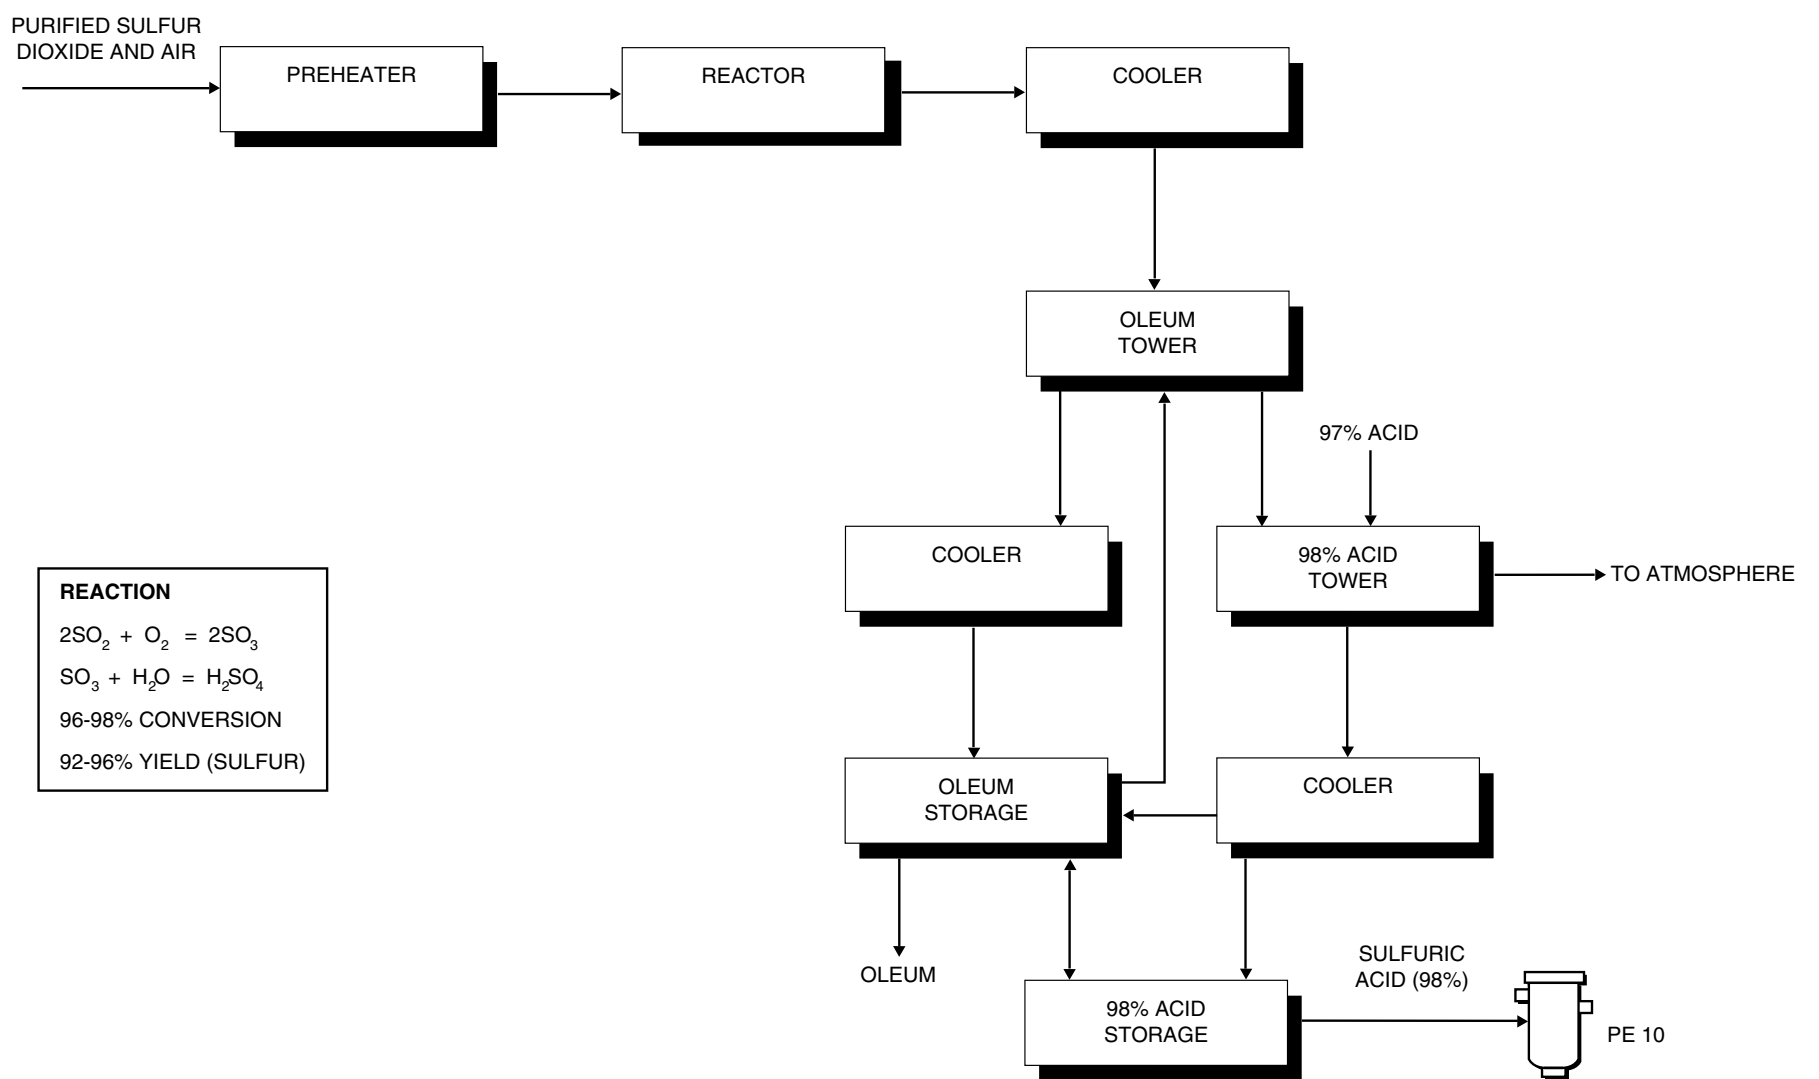 PURIFIED SULFUR
DIOXIDE AND AIR
PREHEATER
REACTOR
COOLER
OLEUM
TOWER
97% ACID
COOLER
98% ACID
TOWER
TO ATMOSPHERE
REACTION
2SO₂ + O₂ = 2SO₃
SO₃ + H₂O = H₂SO₄
96-98% CONVERSION
92-96% YIELD (SULFUR)
OLEUM
STORAGE
COOLER
OLEUM
SULFURIC
ACID (98%)
98% ACID
STORAGE
PE 10